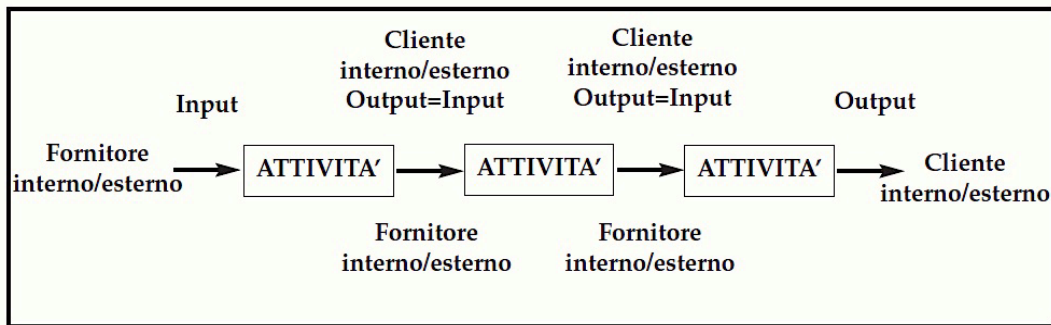 Cliente
interno/esterno
Output=Input
Cliente
interno/esterno
Output=Input
Input
Output
Fornitore
interno/esterno
ATTIVITA’
ATTIVITA’
ATTIVITA’
Cliente
interno/esterno
Fornitore
interno/esterno
Fornitore
interno/esterno